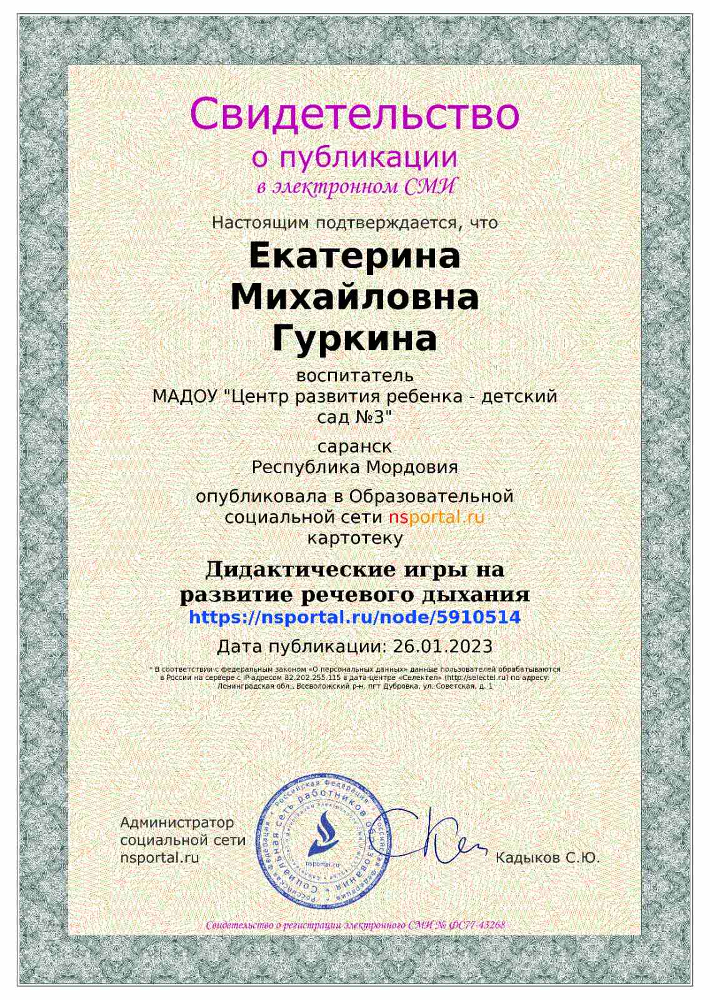 Свидетельство
о публикации
в электронном СМИ
Настоящим подтверждается, что
Екатерина
Михайловна
Гуркина
воспитатель
МАДОУ "Центр развития ребенка - детский
сад №3"
саранск
Республика Мордовия
опубликовала в Образовательной
социальной сети nsportal.ru
картотеку
Дидактические игры на
развитие речевого дыхания
https://nsportal.ru/node/5910514
Дата публикации: 26.01.2023
* В соответствии с федеральным законом «О персональных данных» данные пользователей обрабатываются
в России на сервере с IP-адресом 82.202.255.115 в дата-центре «Селектел» (http://selectel.ru) по адресу:
Ленинградская обл., Всеволожский р-н, пгт Дубровка, ул. Советская, д. 1
Российская Федерация * Российская Федерация * Российская Федерация *
Социальная сеть работников образования *
nsportal.ru
Администратор
социальной сети
nsportal.ru
Кадыков С.Ю.
Свидетельство о регистрации электронного СМИ № ФС77-43268